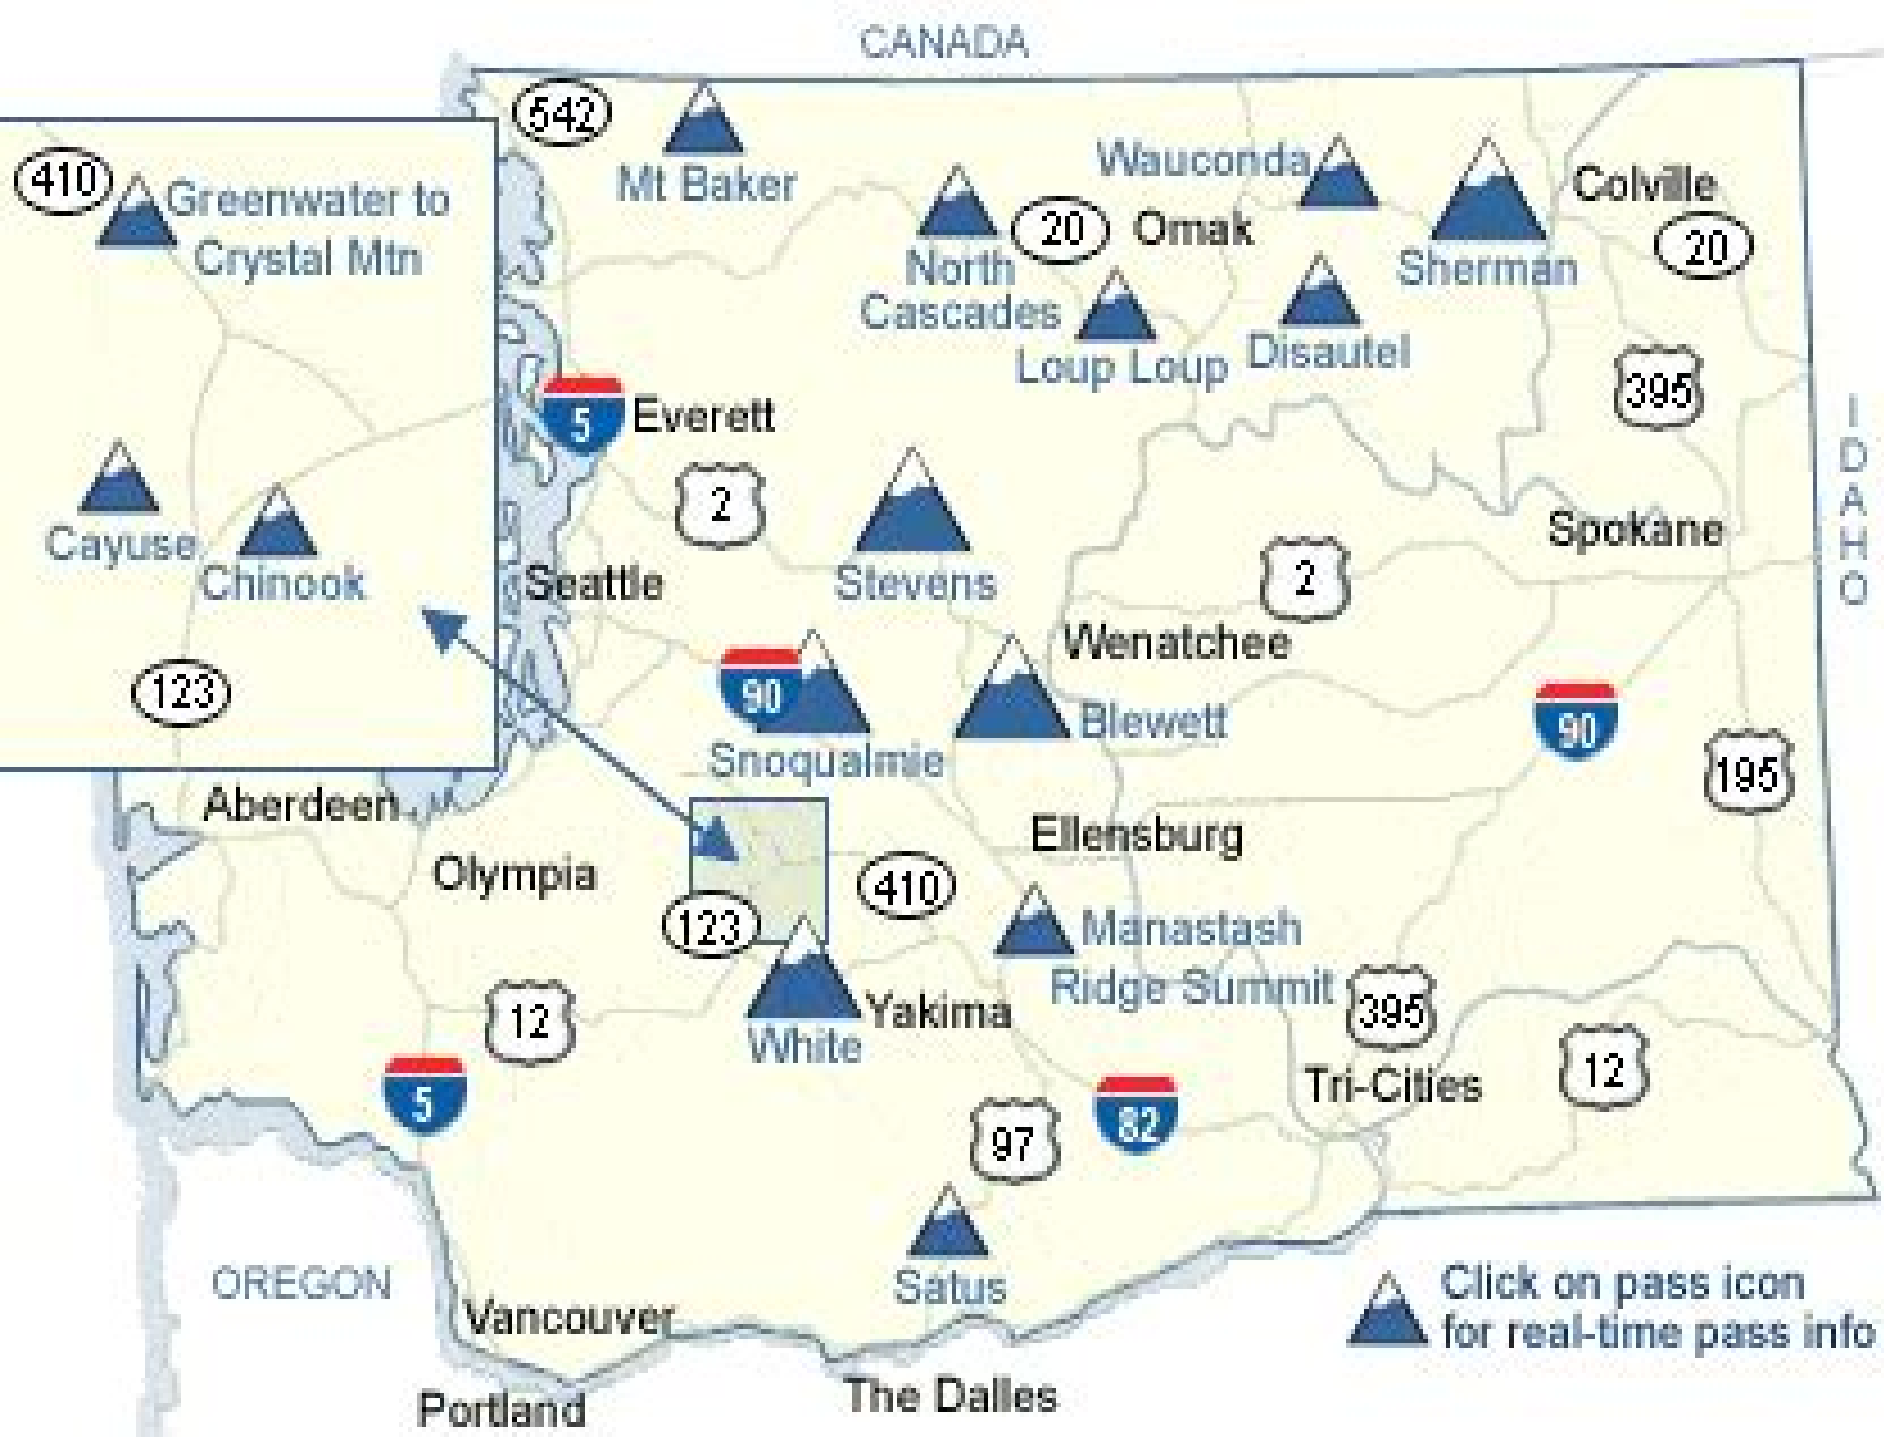 CANADA
542
Mt Baker
Wauconda
Colville
410
Greenwater to
Crystal Mtn
20
Omak
20
North
Cascades
Sherman
Loup Loup
Disautel
395
5
Everett
IDAHO
2
Cayuse
Chinook
Seattle
Stevens
2
Spokane
Wenatchee
123
90
Snoqualmie
Blewett
90
195
Aberdeen
Ellensburg
Olympia
410
123
Manastash
Ridge Summit
12
White
Yakima
395
12
5
82
Tri-Cities
97
Satus
OREGON
Vancouver
Click on pass icon
for real-time pass info
Portland
The Dalles